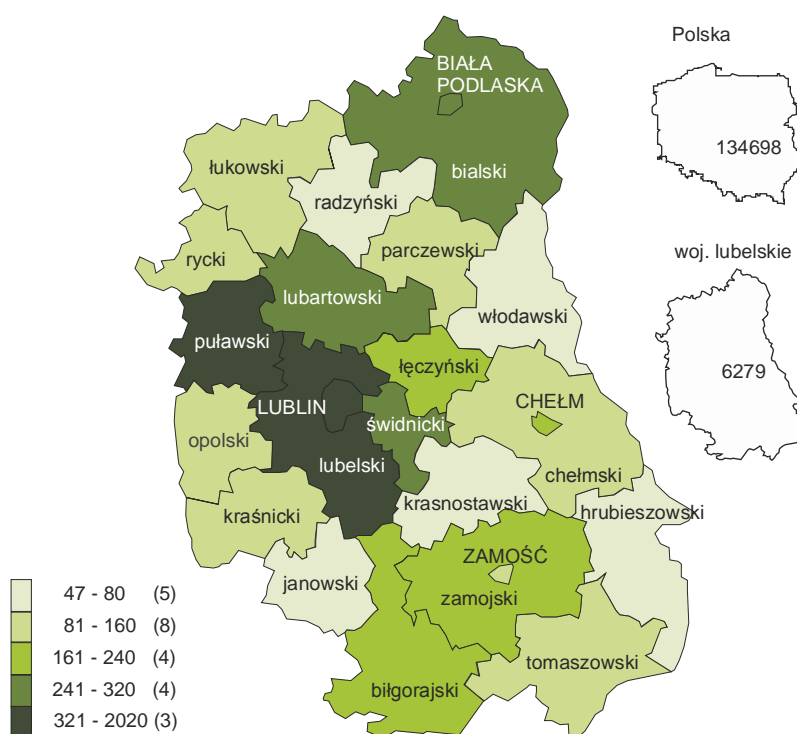 Polska
134698
woj. lubelskie
6279
BIAŁA
PODLASKA
bialski
łukowski
radzyński
parczewski
rycki
lubartowski
włodawski
puławski
łęczyński
LUBLIN
świdnicki
CHEŁM
opolski
lubelski
chełmski
krasnostawski
hrubieszowski
kraśnicki
ZAMOŚĆ
janowski
zamojski
tomaszowski
biłgorajski
47 - 80 (5)
81 - 160 (8)
161 - 240 (4)
241 - 320 (4)
321 - 2020 (3)